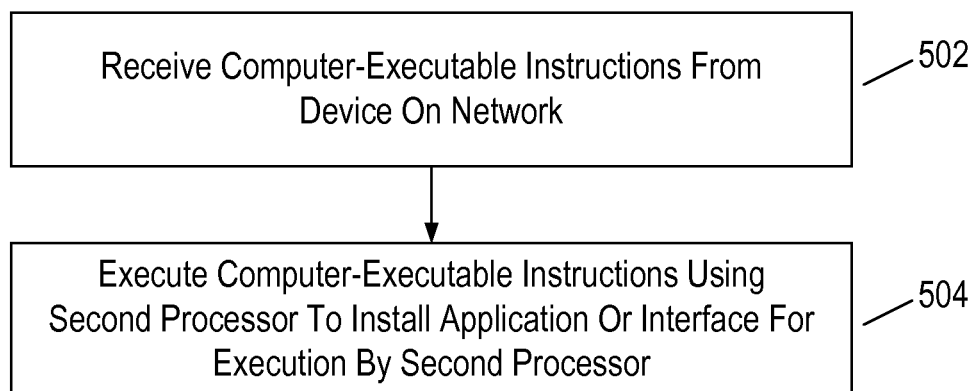 Receive Computer-Executable Instructions From
Device On Network
502
Execute Computer-Executable Instructions Using
Second Processor To Install Application Or Interface For
Execution By Second Processor
504